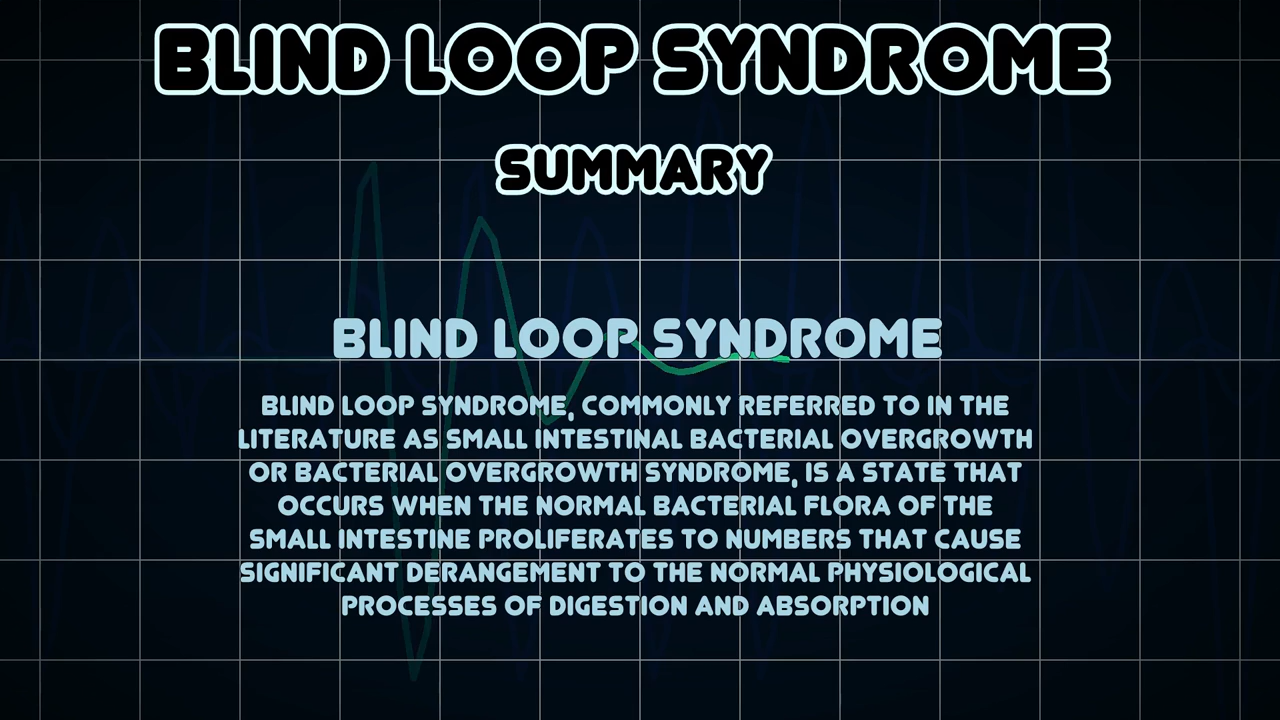 BLIND LOOP SYNDROME
SUMMARY
BLIND LOOP SYNDROME
BLIND LOOP SYNDROME, COMMONLY REFERRED TO IN THE
LITERATURE AS SMALL INTESTINAL BACTERIAL OVERGROWTH
OR BACTERIAL OVERGROWTH SYNDROME, IS A STATE THAT
OCCURS WHEN THE NORMAL BACTERIAL FLORA OF THE
SMALL INTESTINE PROLIFERATES TO NUMBERS THAT CAUSE
SIGNIFICANT DERANGEMENT TO THE NORMAL PHYSIOLOGICAL
PROCESSES OF DIGESTION AND ABSORPTION